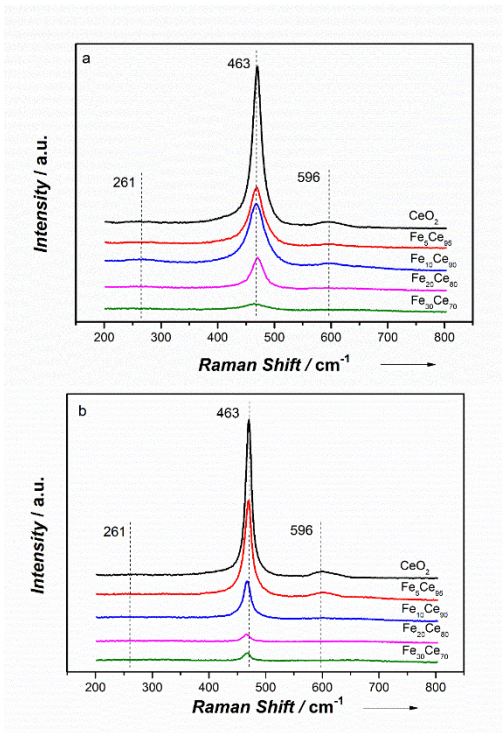 a
463
261
596
CeO₂
Fe₅Ce₉₅
Fe₁₀Ce₉₀
Fe₂₀Ce₈₀
Fe₃₀Ce₇₀
Intensity / a.u.
200 300 400 500 600 700 800
Raman Shift / cm⁻¹
b
463
261
596
CeO₂
Fe₅Ce₉₅
Fe₁₀Ce₉₀
Fe₂₀Ce₈₀
Fe₃₀Ce₇₀
Intensity / a.u.
200 300 400 500 600 700 800
Raman Shift / cm⁻¹